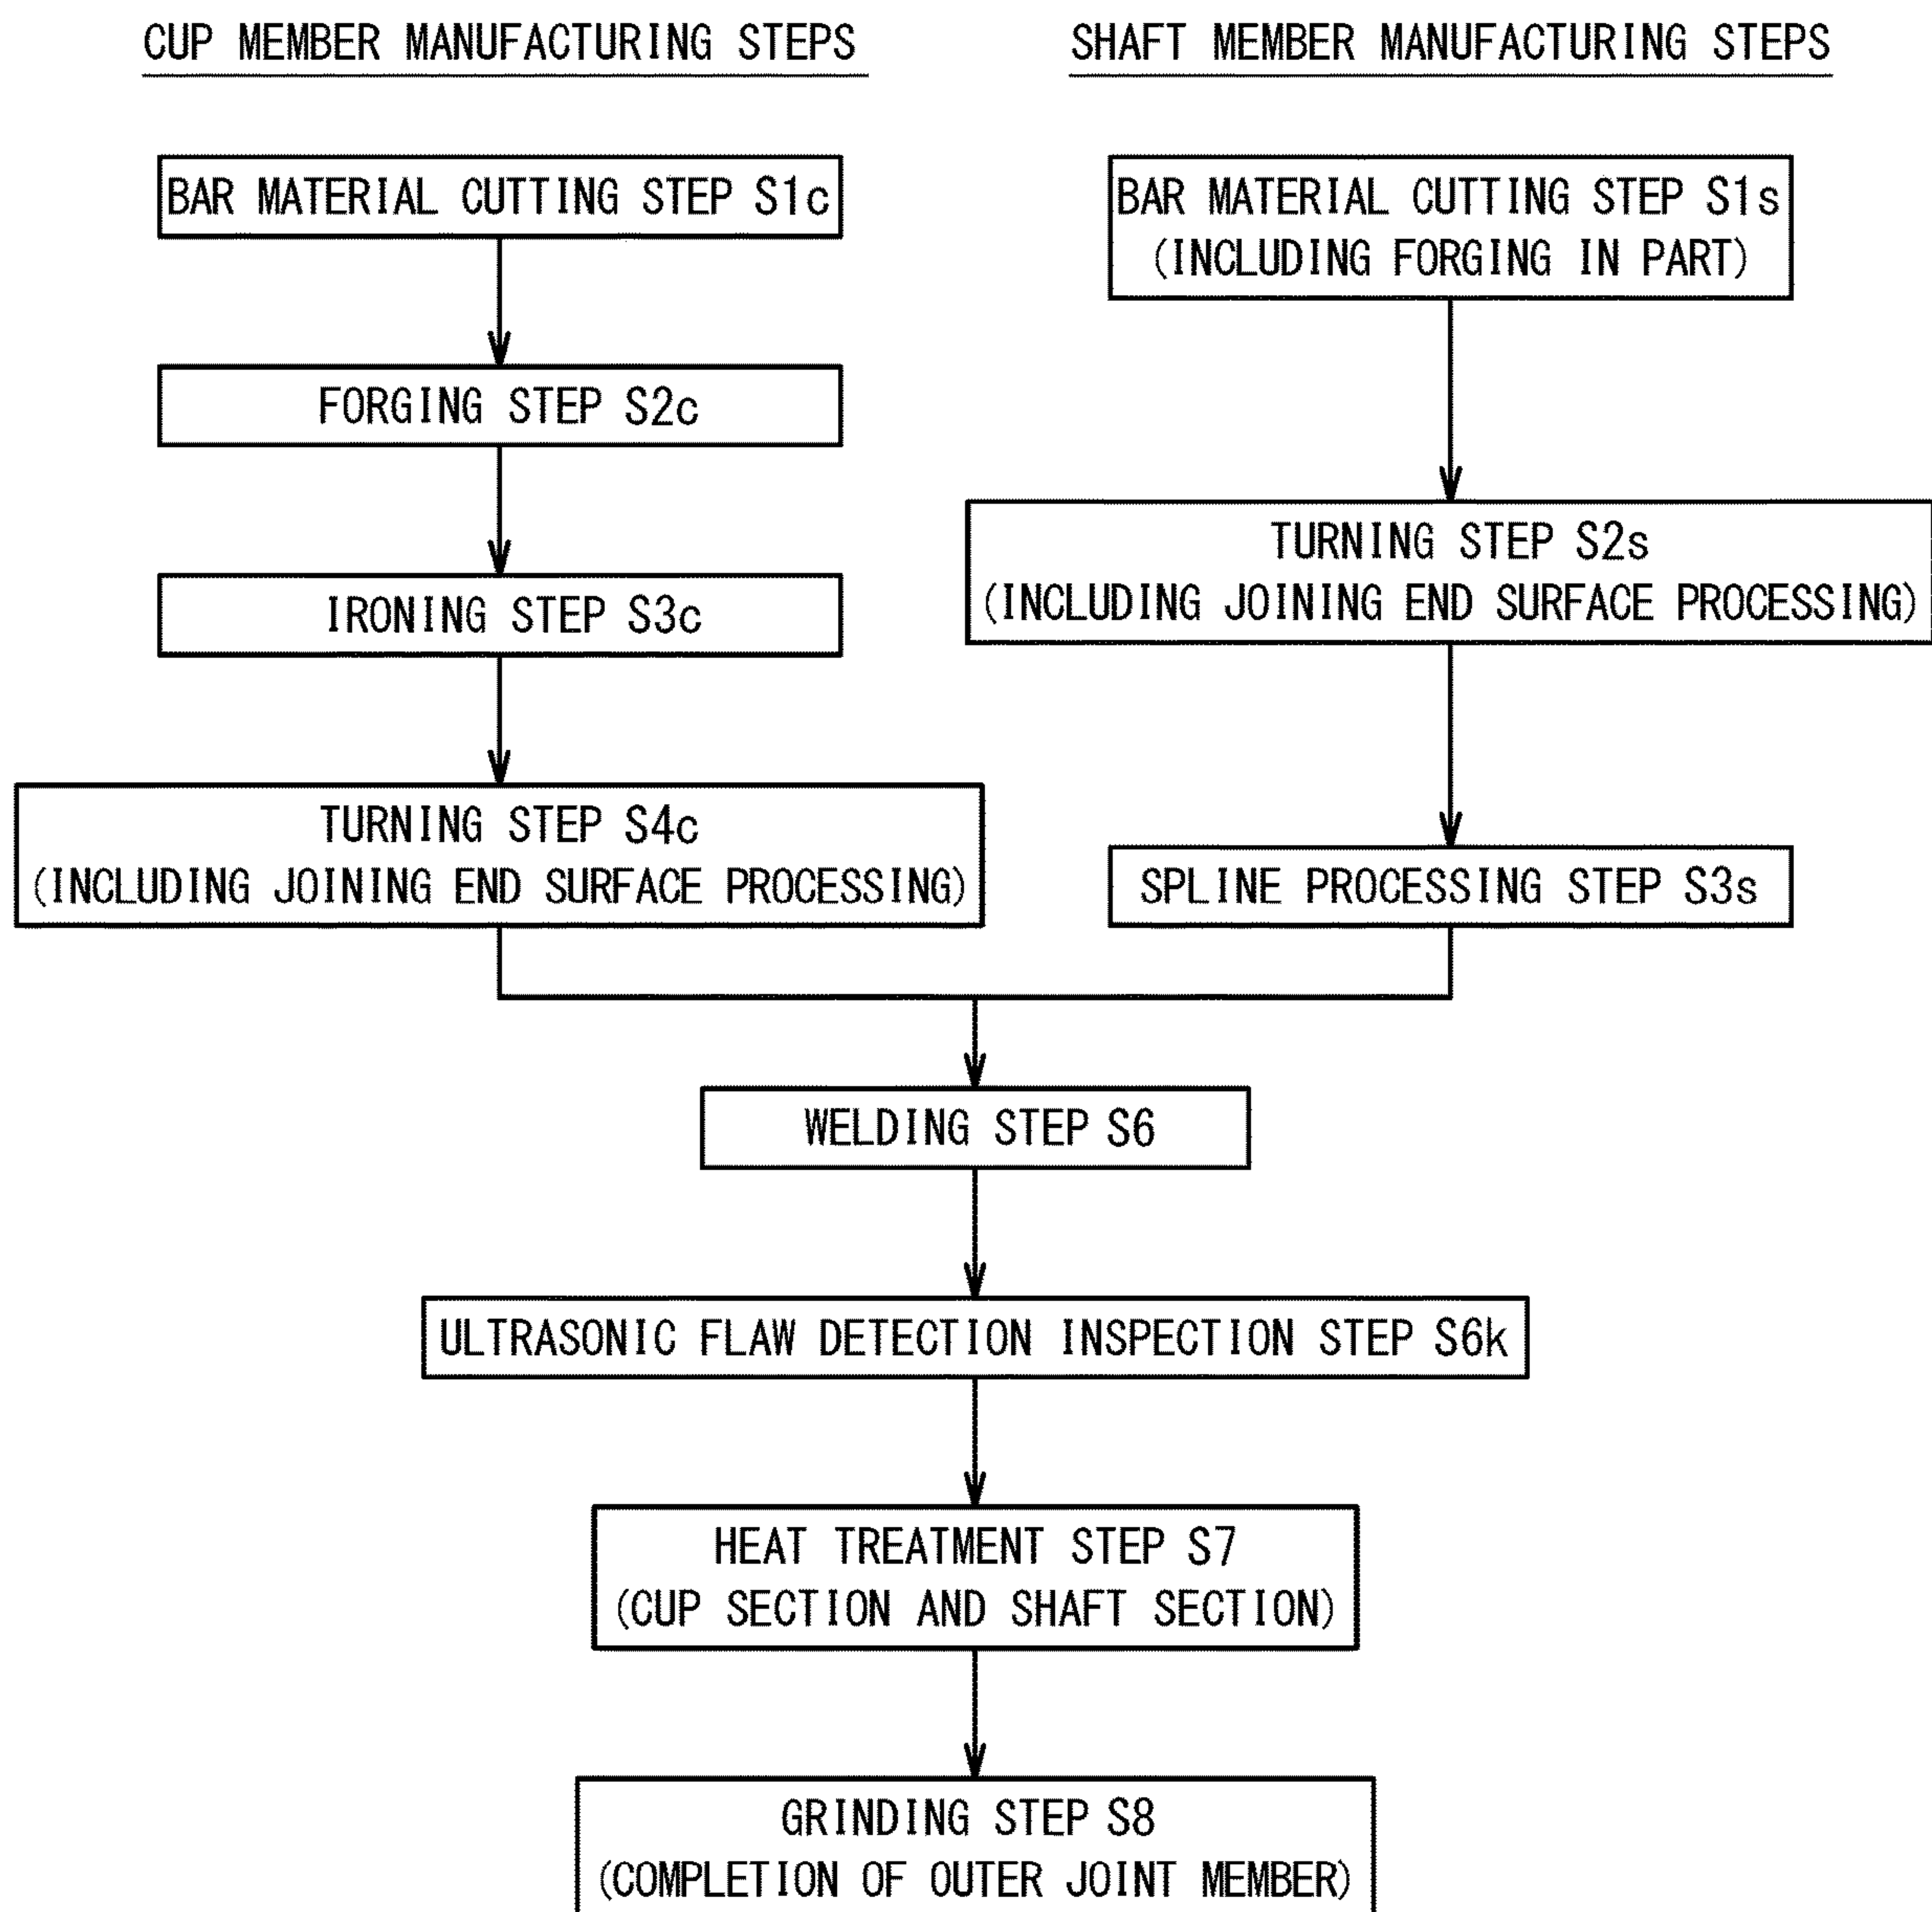 CUP MEMBER MANUFACTURING STEPS
BAR MATERIAL CUTTING STEP S1c
FORGING STEP S2c
IRONING STEP S3c
TURNING STEP S4c
(INCLUDING JOINING END SURFACE PROCESSING)
SHAFT MEMBER MANUFACTURING STEPS
BAR MATERIAL CUTTING STEP S1s
(INCLUDING FORGING IN PART)
TURNING STEP S2s
(INCLUDING JOINING END SURFACE PROCESSING)
SPLINE PROCESSING STEP S3s
WELDING STEP S6
ULTRASONIC FLAW DETECTION INSPECTION STEP S6k
HEAT TREATMENT STEP S7
(CUP SECTION AND SHAFT SECTION)
GRINDING STEP S8
(COMPLETION OF OUTER JOINT MEMBER)